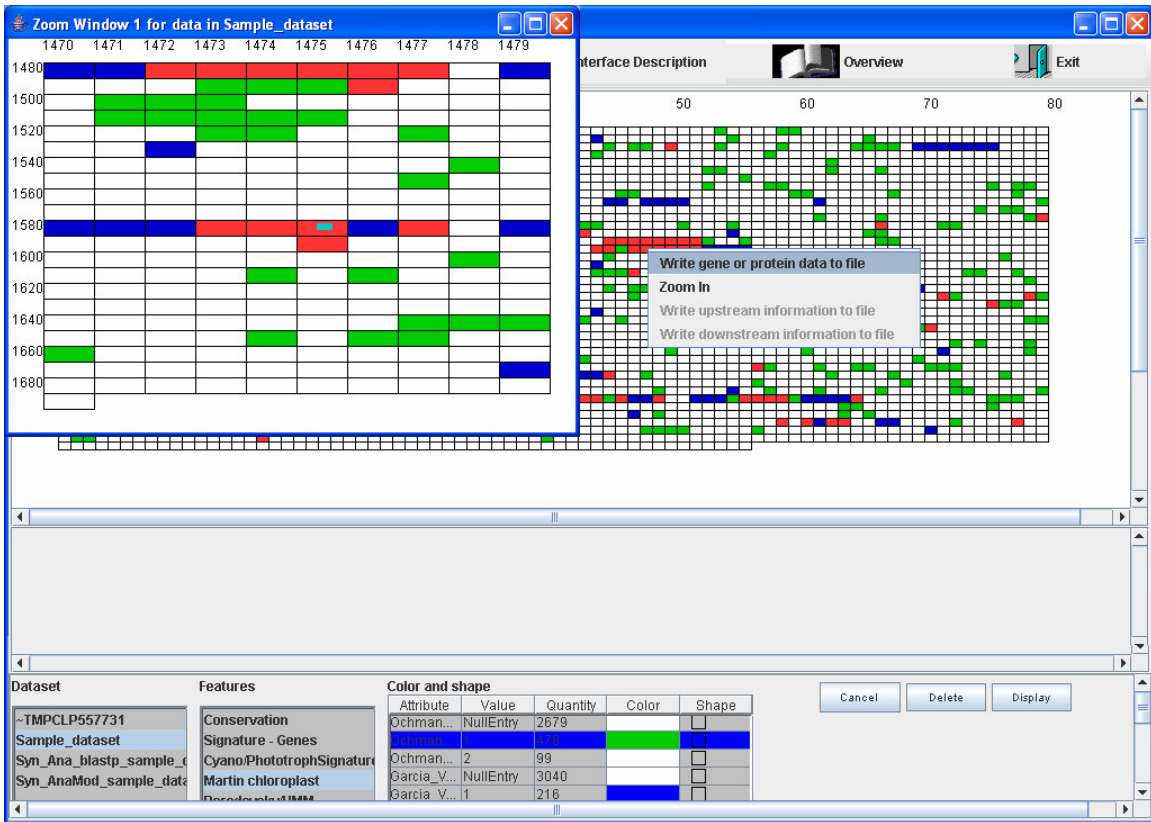 Zoom Window 1 for data in Sample_dataset
1470 1471 1472 1473 1474 1475 1476 1477 1478 1479
1480
1500
1520
1540
1560
1580
1600
1620
1640
1660
1680
nterface Description Overview Exit
50 60 70 80
Write gene or protein data to file
Zoom In
Write upstream information to file
Write downstream information to file
Dataset
~TMPCLP557731
Sample_dataset
Syn_Ana_blastp_sample_
Syn_AnaMod_sample_data
Features
Conservation
Signature - Genes
Cyano/PhototrophSignature
Martin chloroplast
Color and shape
Attribute Value Quantity Color Shape
Ochman... NullEntry 2679
Ochman... 1 478
Ochman... 2 99
Garcia_V... NullEntry 3040
Garcia_V... 1 216
Cancel Delete Display